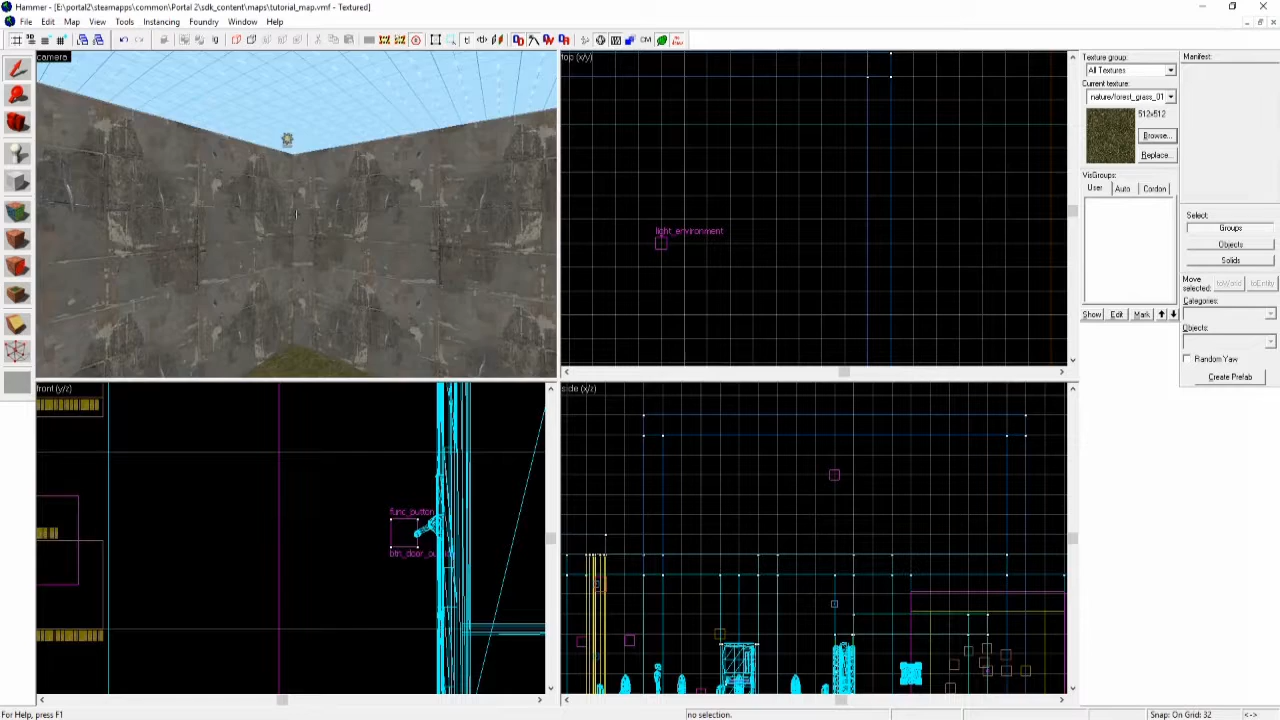 Hammer - [E:\portal2\steamapps\common\Portal 2\sdk_content\maps\tutorial_map.vmf - Textured]
File Edit Map View Tools Instancing Foundry Window Help
camera
top (x/y)
light_environment
front (y/z)
func_button
side (x/z)
Texture group:
All Textures
Current texture:
nature/forest_grass_01
512x512
Browse...
Replace...
VisGroups:
User Auto Cordon
Show Edit Mark
Manifest:
Select:
Groups
Objects
Solids
Move selected: toWorld toEntity
Categories:
Objects:
Random Yaw
Create Prefab
For Help, press F1
no selection.
Snap: On Grid: 32
<->